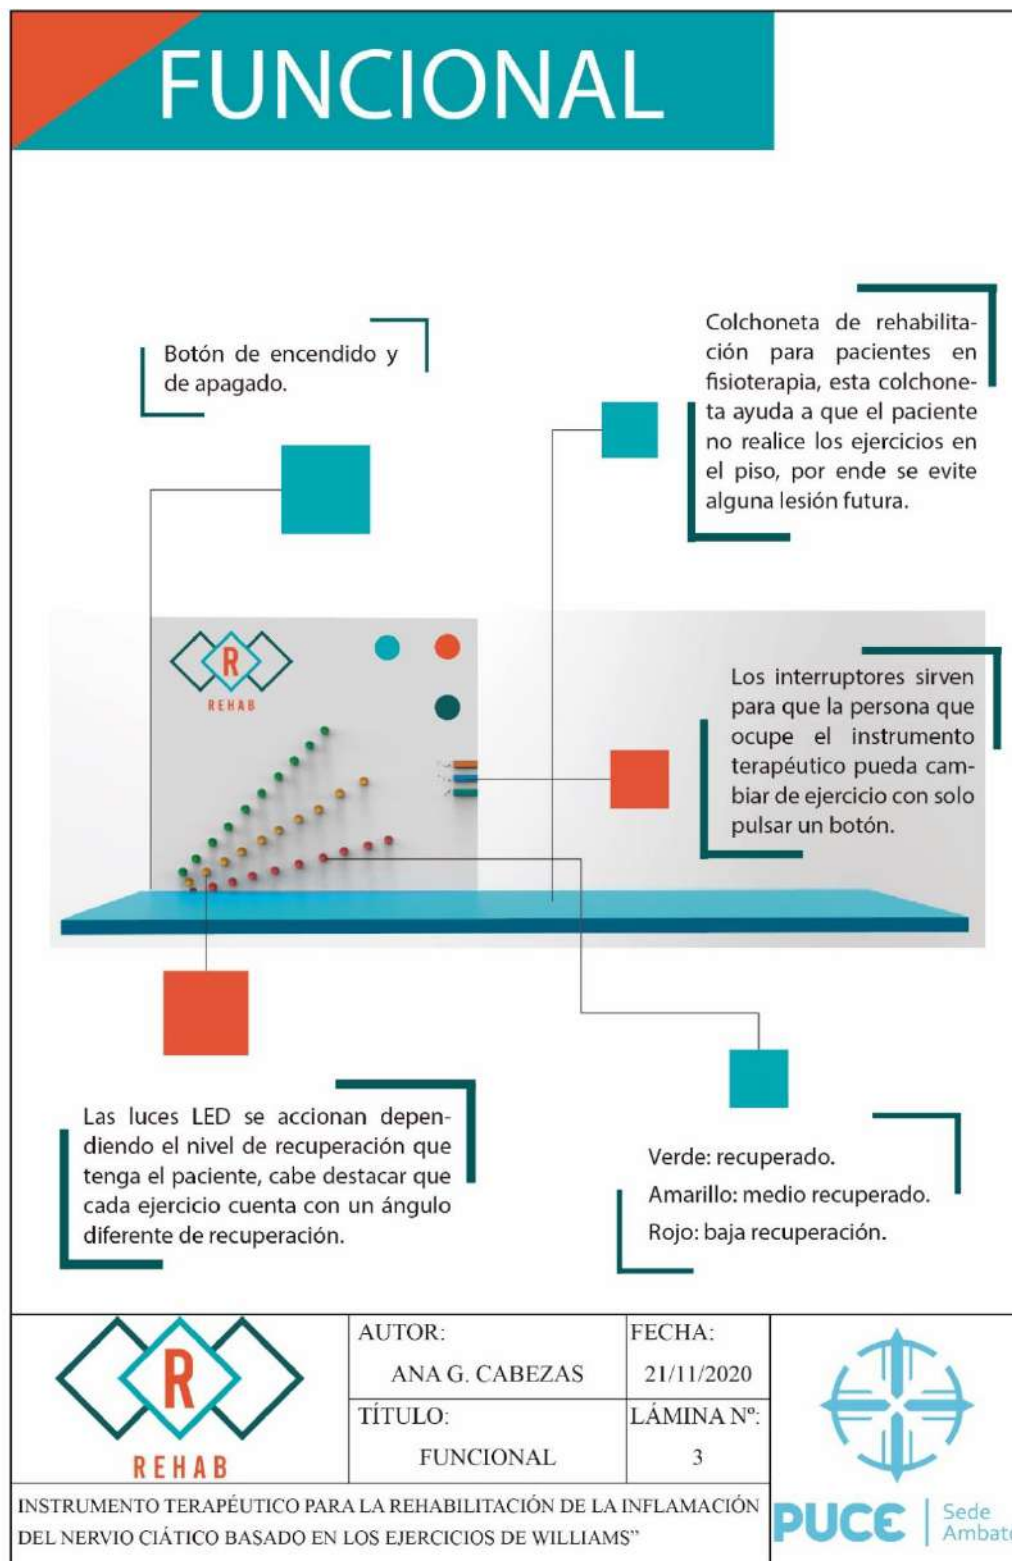 FUNCIONAL
Botón de encendido y
de apagado.
Colchoneta de rehabilita-
ción para pacientes en
fisioterapia, esta colchone-
ta ayuda a que el paciente
no realice los ejercicios en
el piso, por ende se evite
alguna lesión futura.
R
REHAB
Los interruptores sirven
para que la persona que
ocupe el instrumento
terapéutico pueda cam-
biar de ejercicio con solo
pulsar un botón.
Las luces LED se accionan depen-
diendo el nivel de recuperación que
tenga el paciente, cabe destacar que
cada ejercicio cuenta con un ángulo
diferente de recuperación.
Verde: recuperado.
Amarillo: medio recuperado.
Rojo: baja recuperación.
R
REHAB
AUTOR:
ANA G. CABEZAS
FECHA:
21/11/2020
TÍTULO:
FUNCIONAL
LÁMINA Nº:
3
INSTRUMENTO TERAPÉUTICO PARA LA REHABILITACIÓN DE LA INFLAMACIÓN
DEL NERVIO CIÁTICO BASADO EN LOS EJERCICIOS DE WILLIAMS”
PUCE
Sede
Ambato